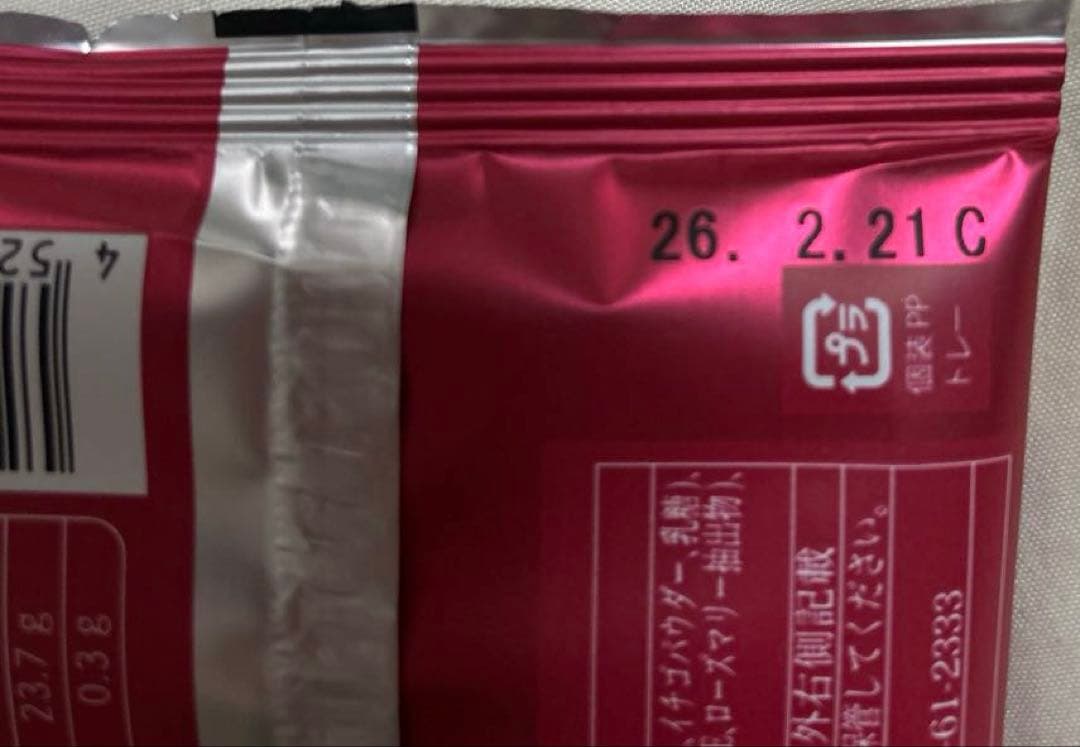 26. 2.21 C
プラ
個装PP
トレー
イチゴパウダー、乳糖)、
ローズマリー抽出物)、
外右側記載
保管してください。
61-2333
4 52
23.7 g
0.3 g